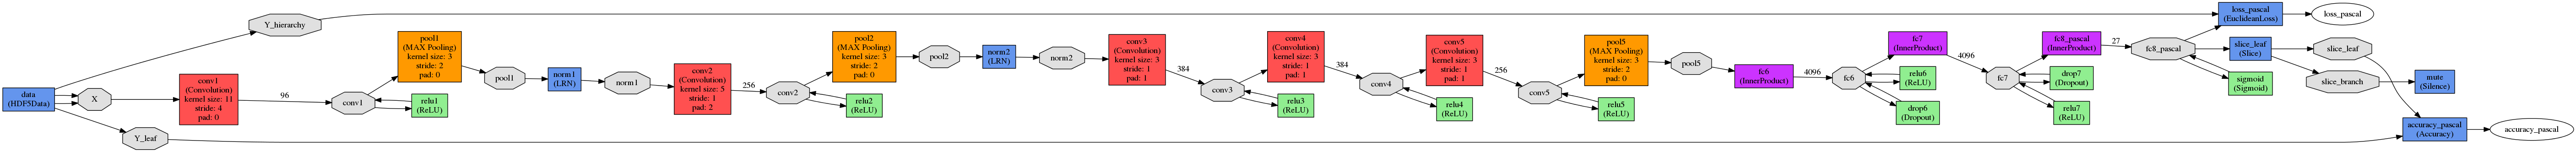 data
(HDF5Data)
Y_hierarchy
X
Y_leaf
conv1
(Convolution)
kernel size: 11
stride: 4
pad: 0
96
conv1
pool1
(MAX Pooling)
kernel size: 3
stride: 2
pad: 0
relu1
(ReLU)
pool1
norm1
(LRN)
norm1
conv2
(Convolution)
kernel size: 5
stride: 1
pad: 2
256
conv2
pool2
(MAX Pooling)
kernel size: 3
stride: 2
pad: 0
relu2
(ReLU)
pool2
norm2
(LRN)
norm2
conv3
(Convolution)
kernel size: 3
stride: 1
pad: 1
384
conv3
conv4
(Convolution)
kernel size: 3
stride: 1
pad: 1
relu3
(ReLU)
384
conv4
conv5
(Convolution)
kernel size: 3
stride: 1
pad: 1
relu4
(ReLU)
256
conv5
pool5
(MAX Pooling)
kernel size: 3
stride: 2
pad: 0
relu5
(ReLU)
pool5
fc6
(InnerProduct)
4096
fc6
fc7
(InnerProduct)
relu6
(ReLU)
drop6
(Dropout)
4096
fc7
fc8_pascal
(InnerProduct)
drop7
(Dropout)
relu7
(ReLU)
27
fc8_pascal
loss_pascal
(EuclideanLoss)
slice_leaf
(Slice)
sigmoid
(Sigmoid)
loss_pascal
slice_leaf
slice_branch
mute
(Silence)
accuracy_pascal
(Accuracy)
accuracy_pascal